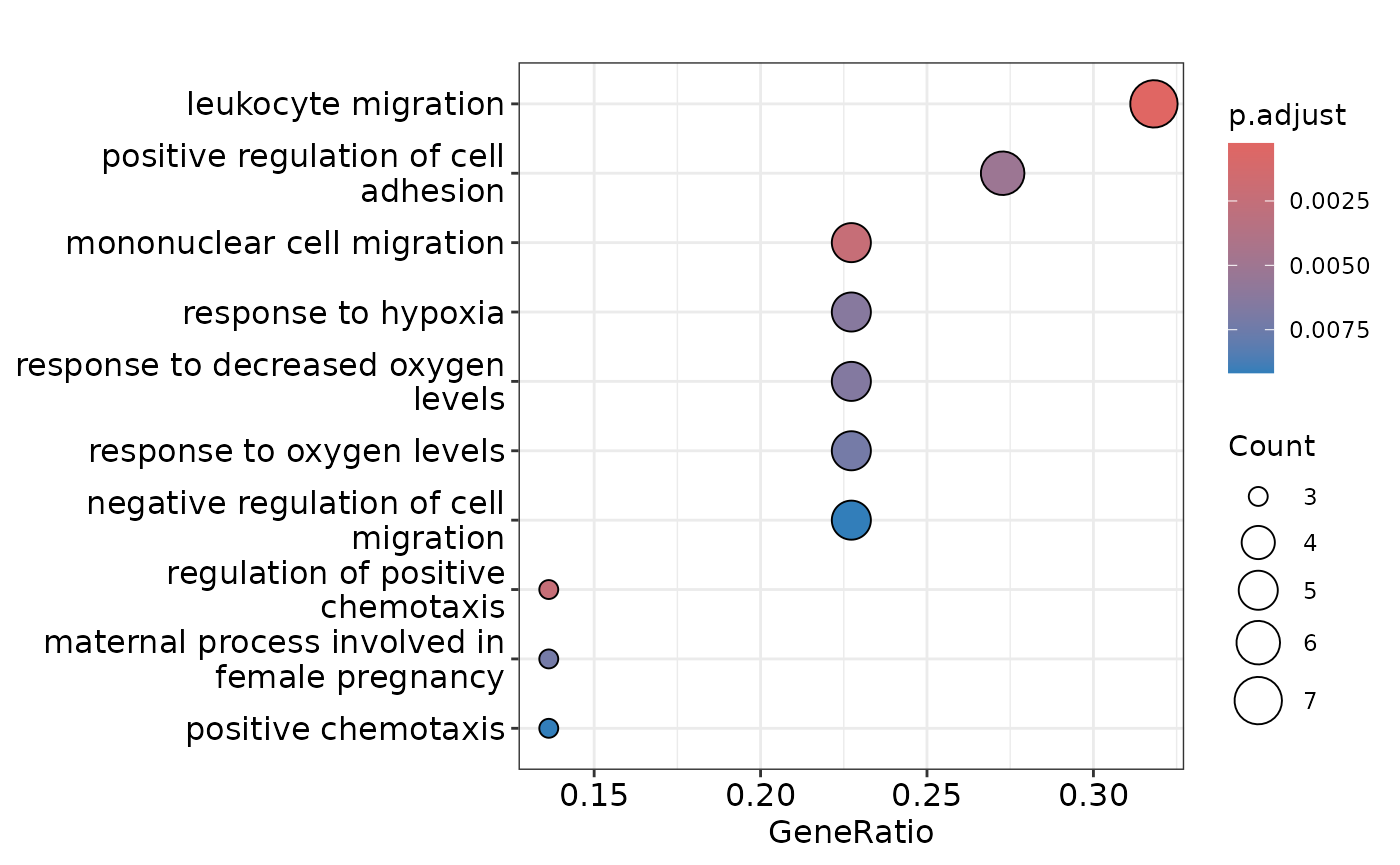 leukocyte migration
positive regulation of cell
adhesion
mononuclear cell migration
response to hypoxia
response to decreased oxygen
levels
response to oxygen levels
negative regulation of cell
migration
regulation of positive
chemotaxis
maternal process involved in
female pregnancy
positive chemotaxis
0.15
0.20
0.25
0.30
GeneRatio
p.adjust
0.0025
0.0050
0.0075
Count
3
4
5
6
7